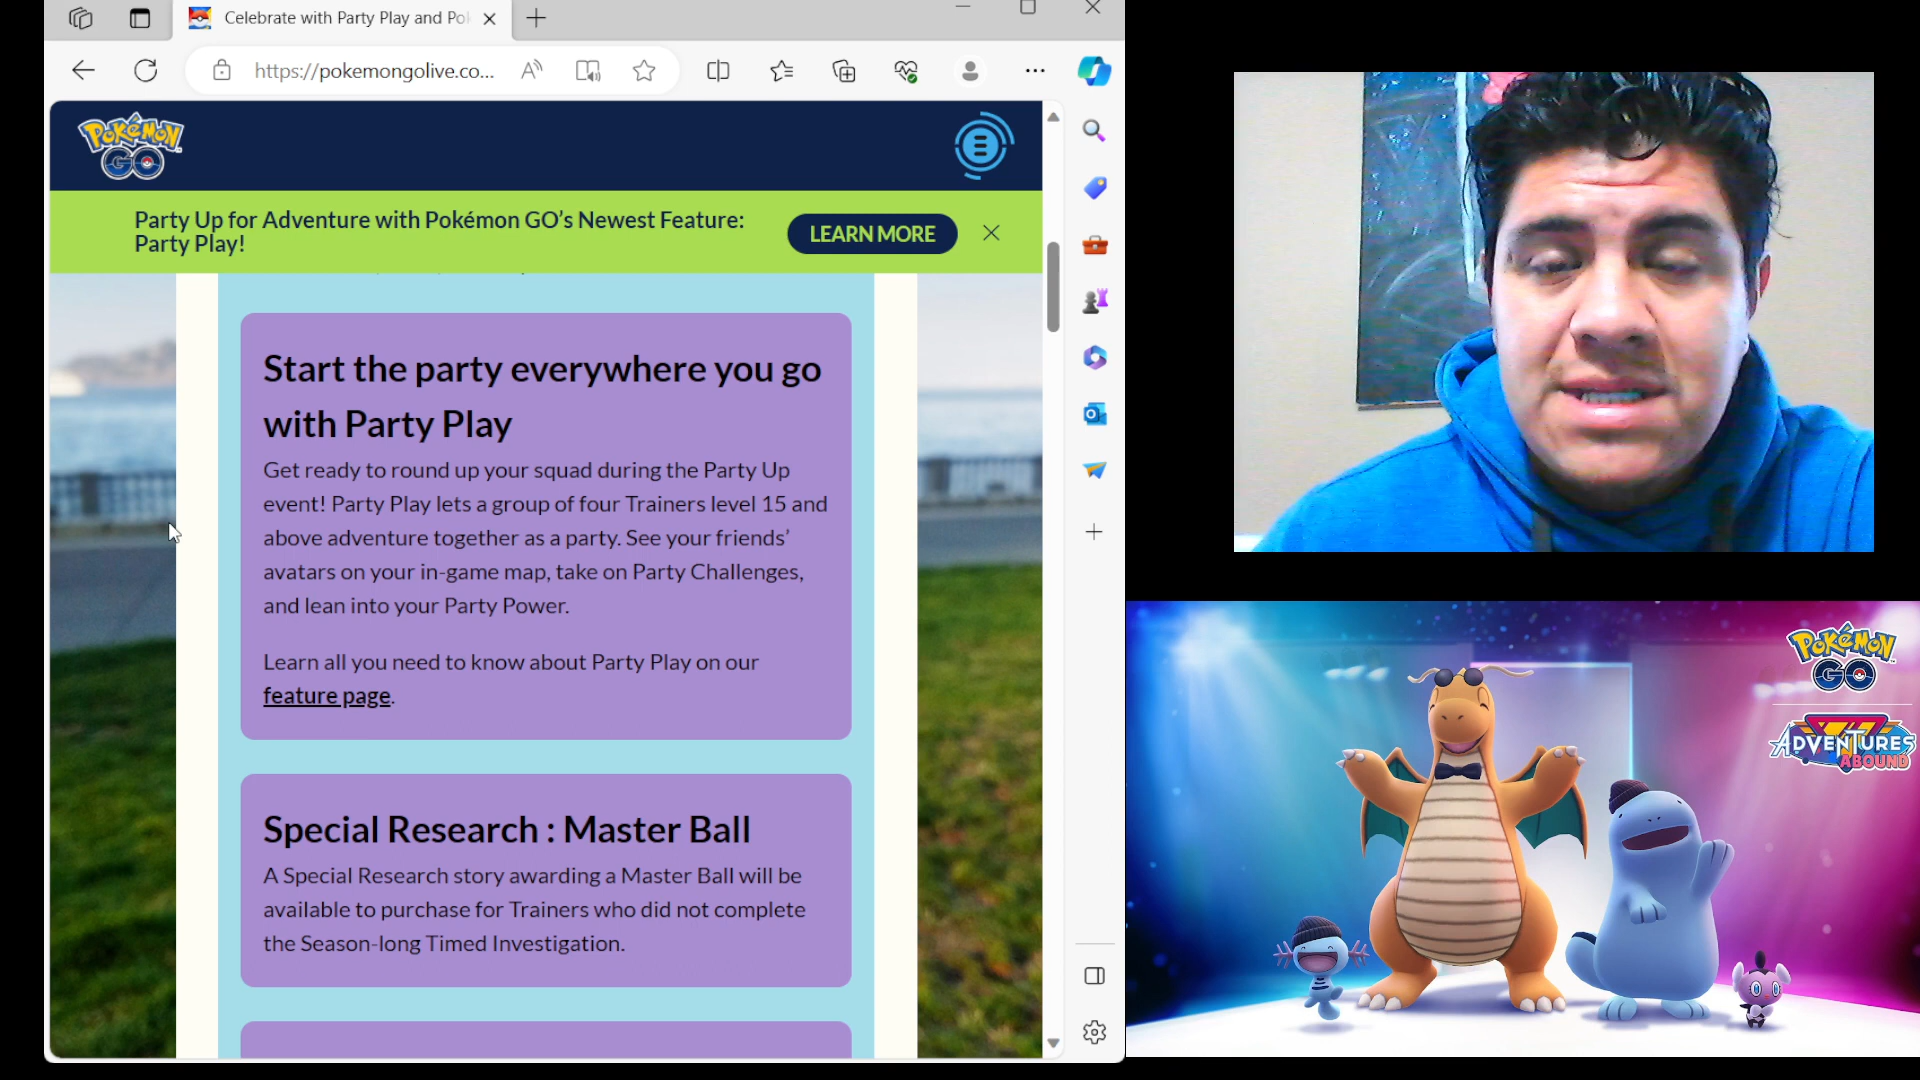 Celebrate with Party Play and Po
https://pokemongolive.co...
POKÉMON
GO
Party Up for Adventure with Pokémon GO's Newest Feature:
Party Play!
LEARN MORE
Start the party everywhere you go
with Party Play
Get ready to round up your squad during the Party Up
event! Party Play lets a group of four Trainers level 15 and
above adventure together as a party. See your friends'
avatars on your in-game map, take on Party Challenges,
and lean into your Party Power.
Learn all you need to know about Party Play on our
feature page.
Special Research : Master Ball
A Special Research story awarding a Master Ball will be
available to purchase for Trainers who did not complete
the Season-long Timed Investigation.
POKÉMON
GO
ADVENTURES
ABOUND